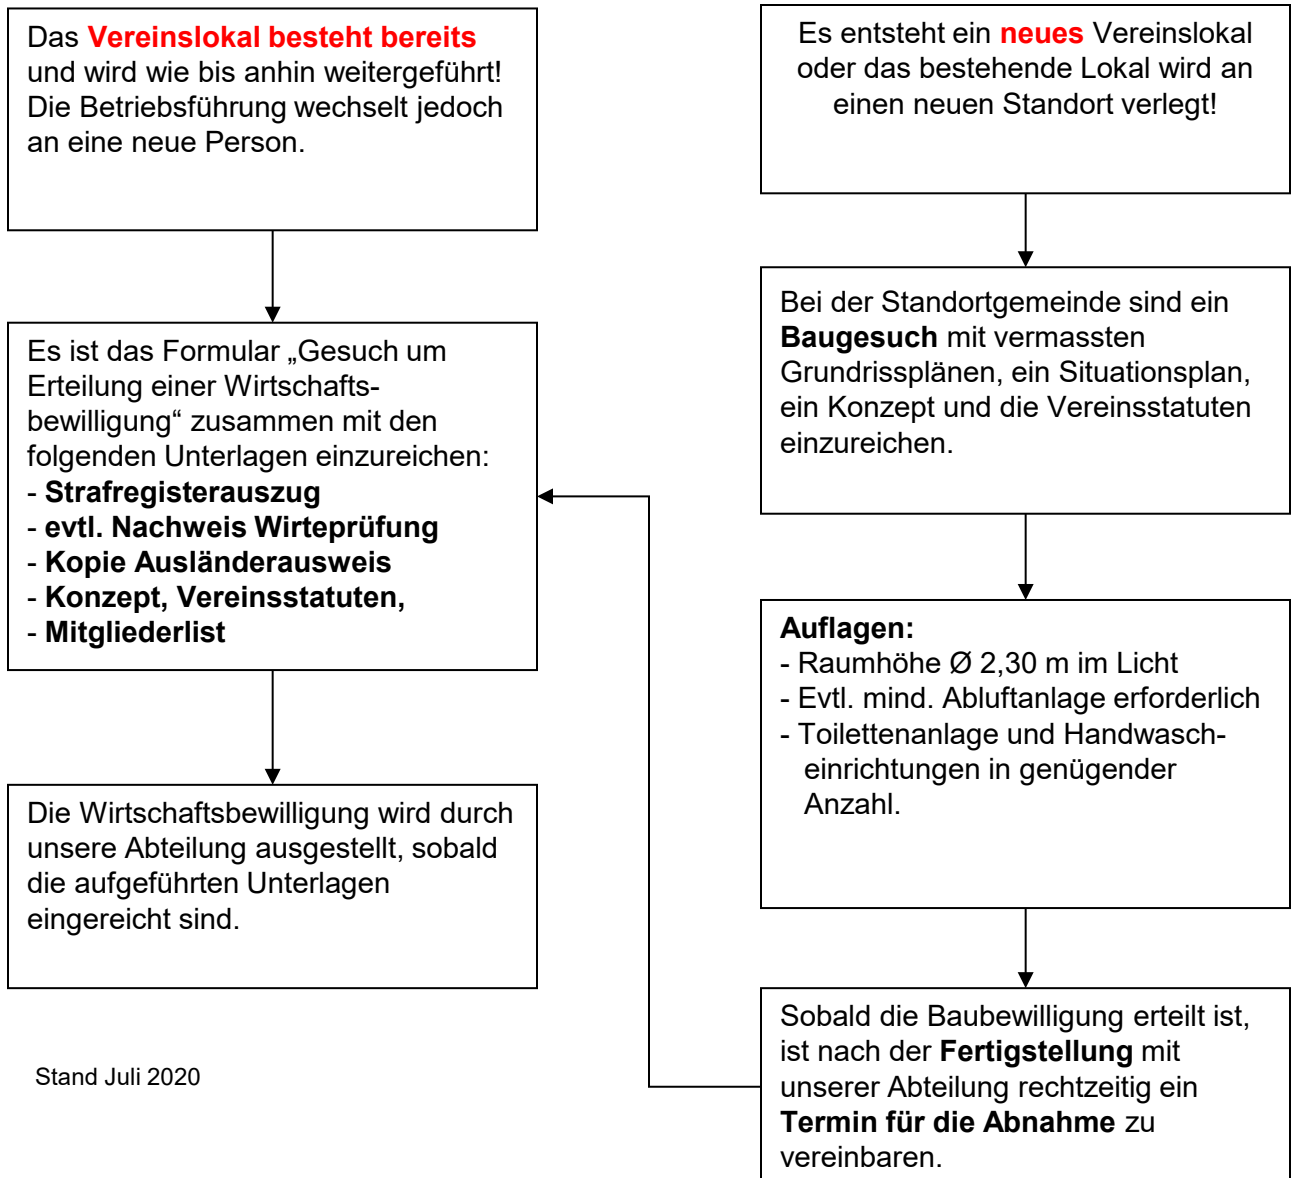 Das Vereinslokal besteht bereits
und wird wie bis anhin weitergeführt!
Die Betriebsführung wechselt jedoch
an eine neue Person.
Es ist das Formular „Gesuch um
Erteilung einer Wirtschafts-
bewilligung“ zusammen mit den
folgenden Unterlagen einzureichen:
- Strafregisterauszug
- evtl. Nachweis Wirteprüfung
- Kopie Ausländerausweis
- Konzept, Vereinsstatuten,
- Mitgliederlist
Die Wirtschaftsbewilligung wird durch
unsere Abteilung ausgestellt, sobald
die aufgeführten Unterlagen
eingereicht sind.
Stand Juli 2020
Es entsteht ein neues Vereinslokal
oder das bestehende Lokal wird an
einen neuen Standort verlegt!
Bei der Standortgemeinde sind ein
Baugesuch mit vermassten
Grundrissplänen, ein Situationsplan,
ein Konzept und die Vereinsstatuten
einzureichen.
Auflagen:
- Raumhöhe Ø 2,30 m im Licht
- Evtl. mind. Abluftanlage erforderlich
- Toilettenanlage und Handwasch-
einrichtungen in genügender
Anzahl.
Sobald die Baubewilligung erteilt ist,
ist nach der Fertigstellung mit
unserer Abteilung rechtzeitig ein
Termin für die Abnahme zu
vereinbaren.